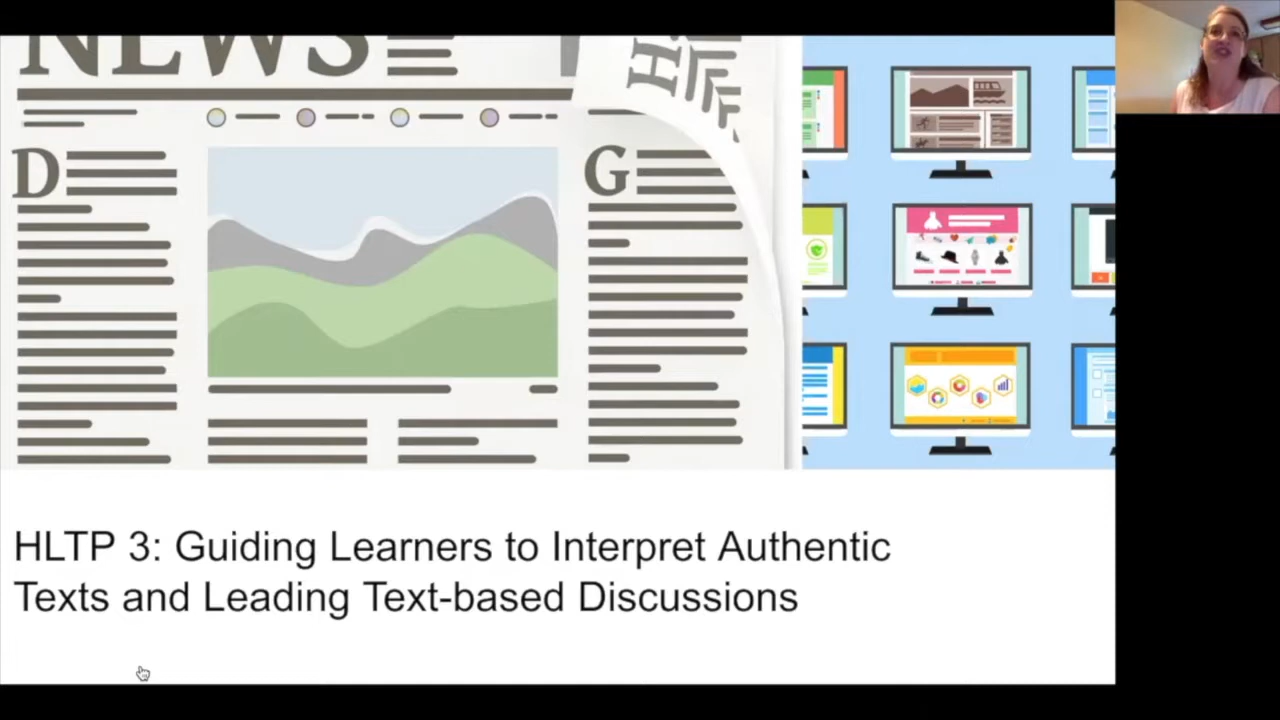 NEWS
H
D
G
HLTP 3: Guiding Learners to Interpret Authentic
Texts and Leading Text-based Discussions